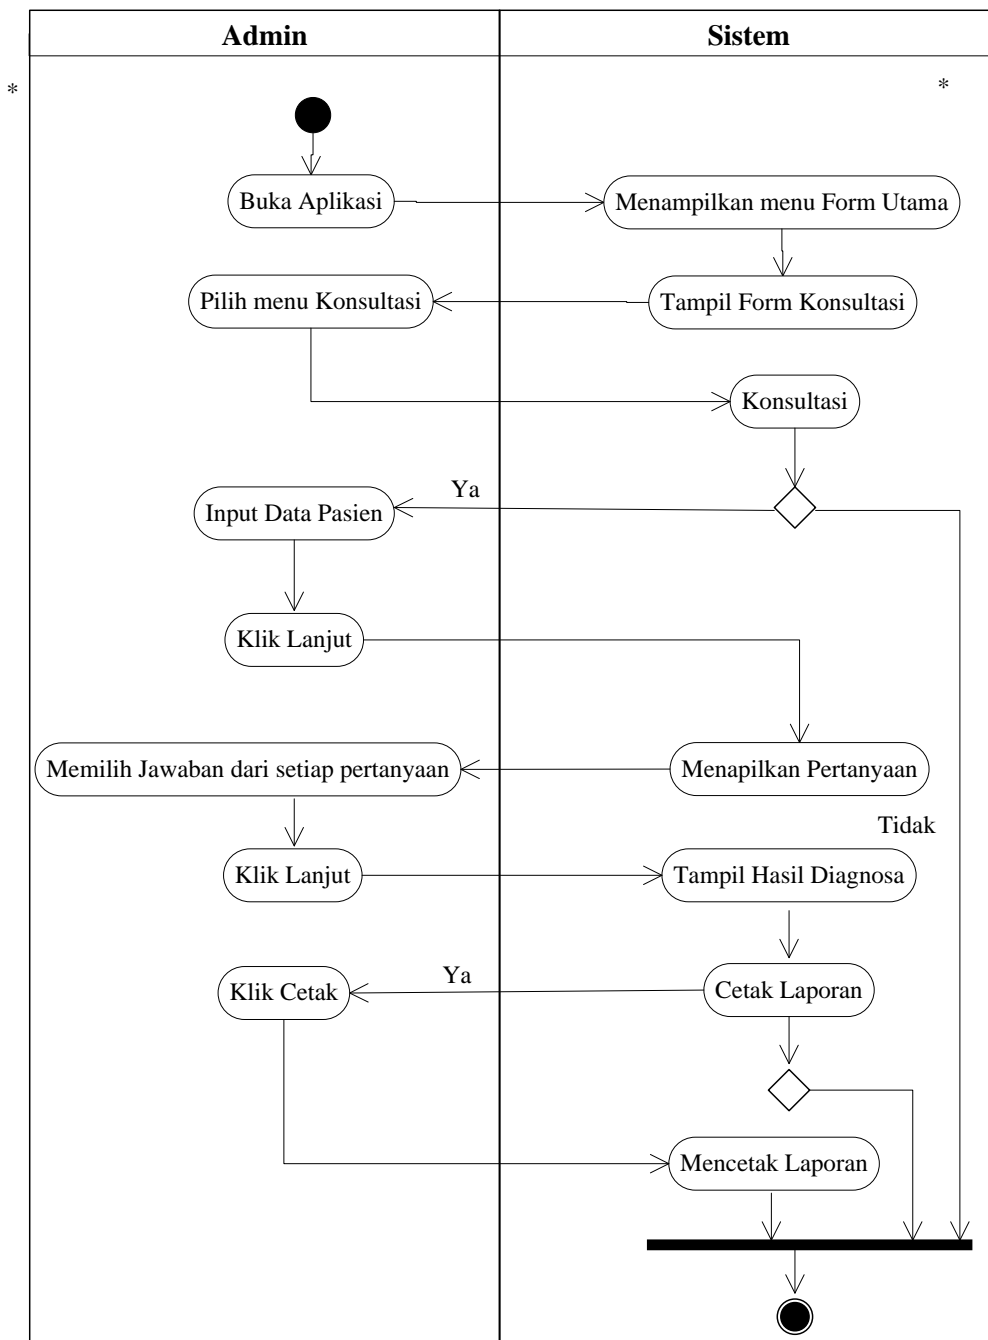 Admin
Sistem
*
*
Buka Aplikasi
Menampilkan menu Form Utama
Pilih menu Konsultasi
Tampil Form Konsultasi
Konsultasi
Ya
Input Data Pasien
Klik Lanjut
Memilih Jawaban dari setiap pertanyaan
Menapilkan Pertanyaan
Tidak
Klik Lanjut
Tampil Hasil Diagnosa
Ya
Klik Cetak
Cetak Laporan
Mencetak Laporan